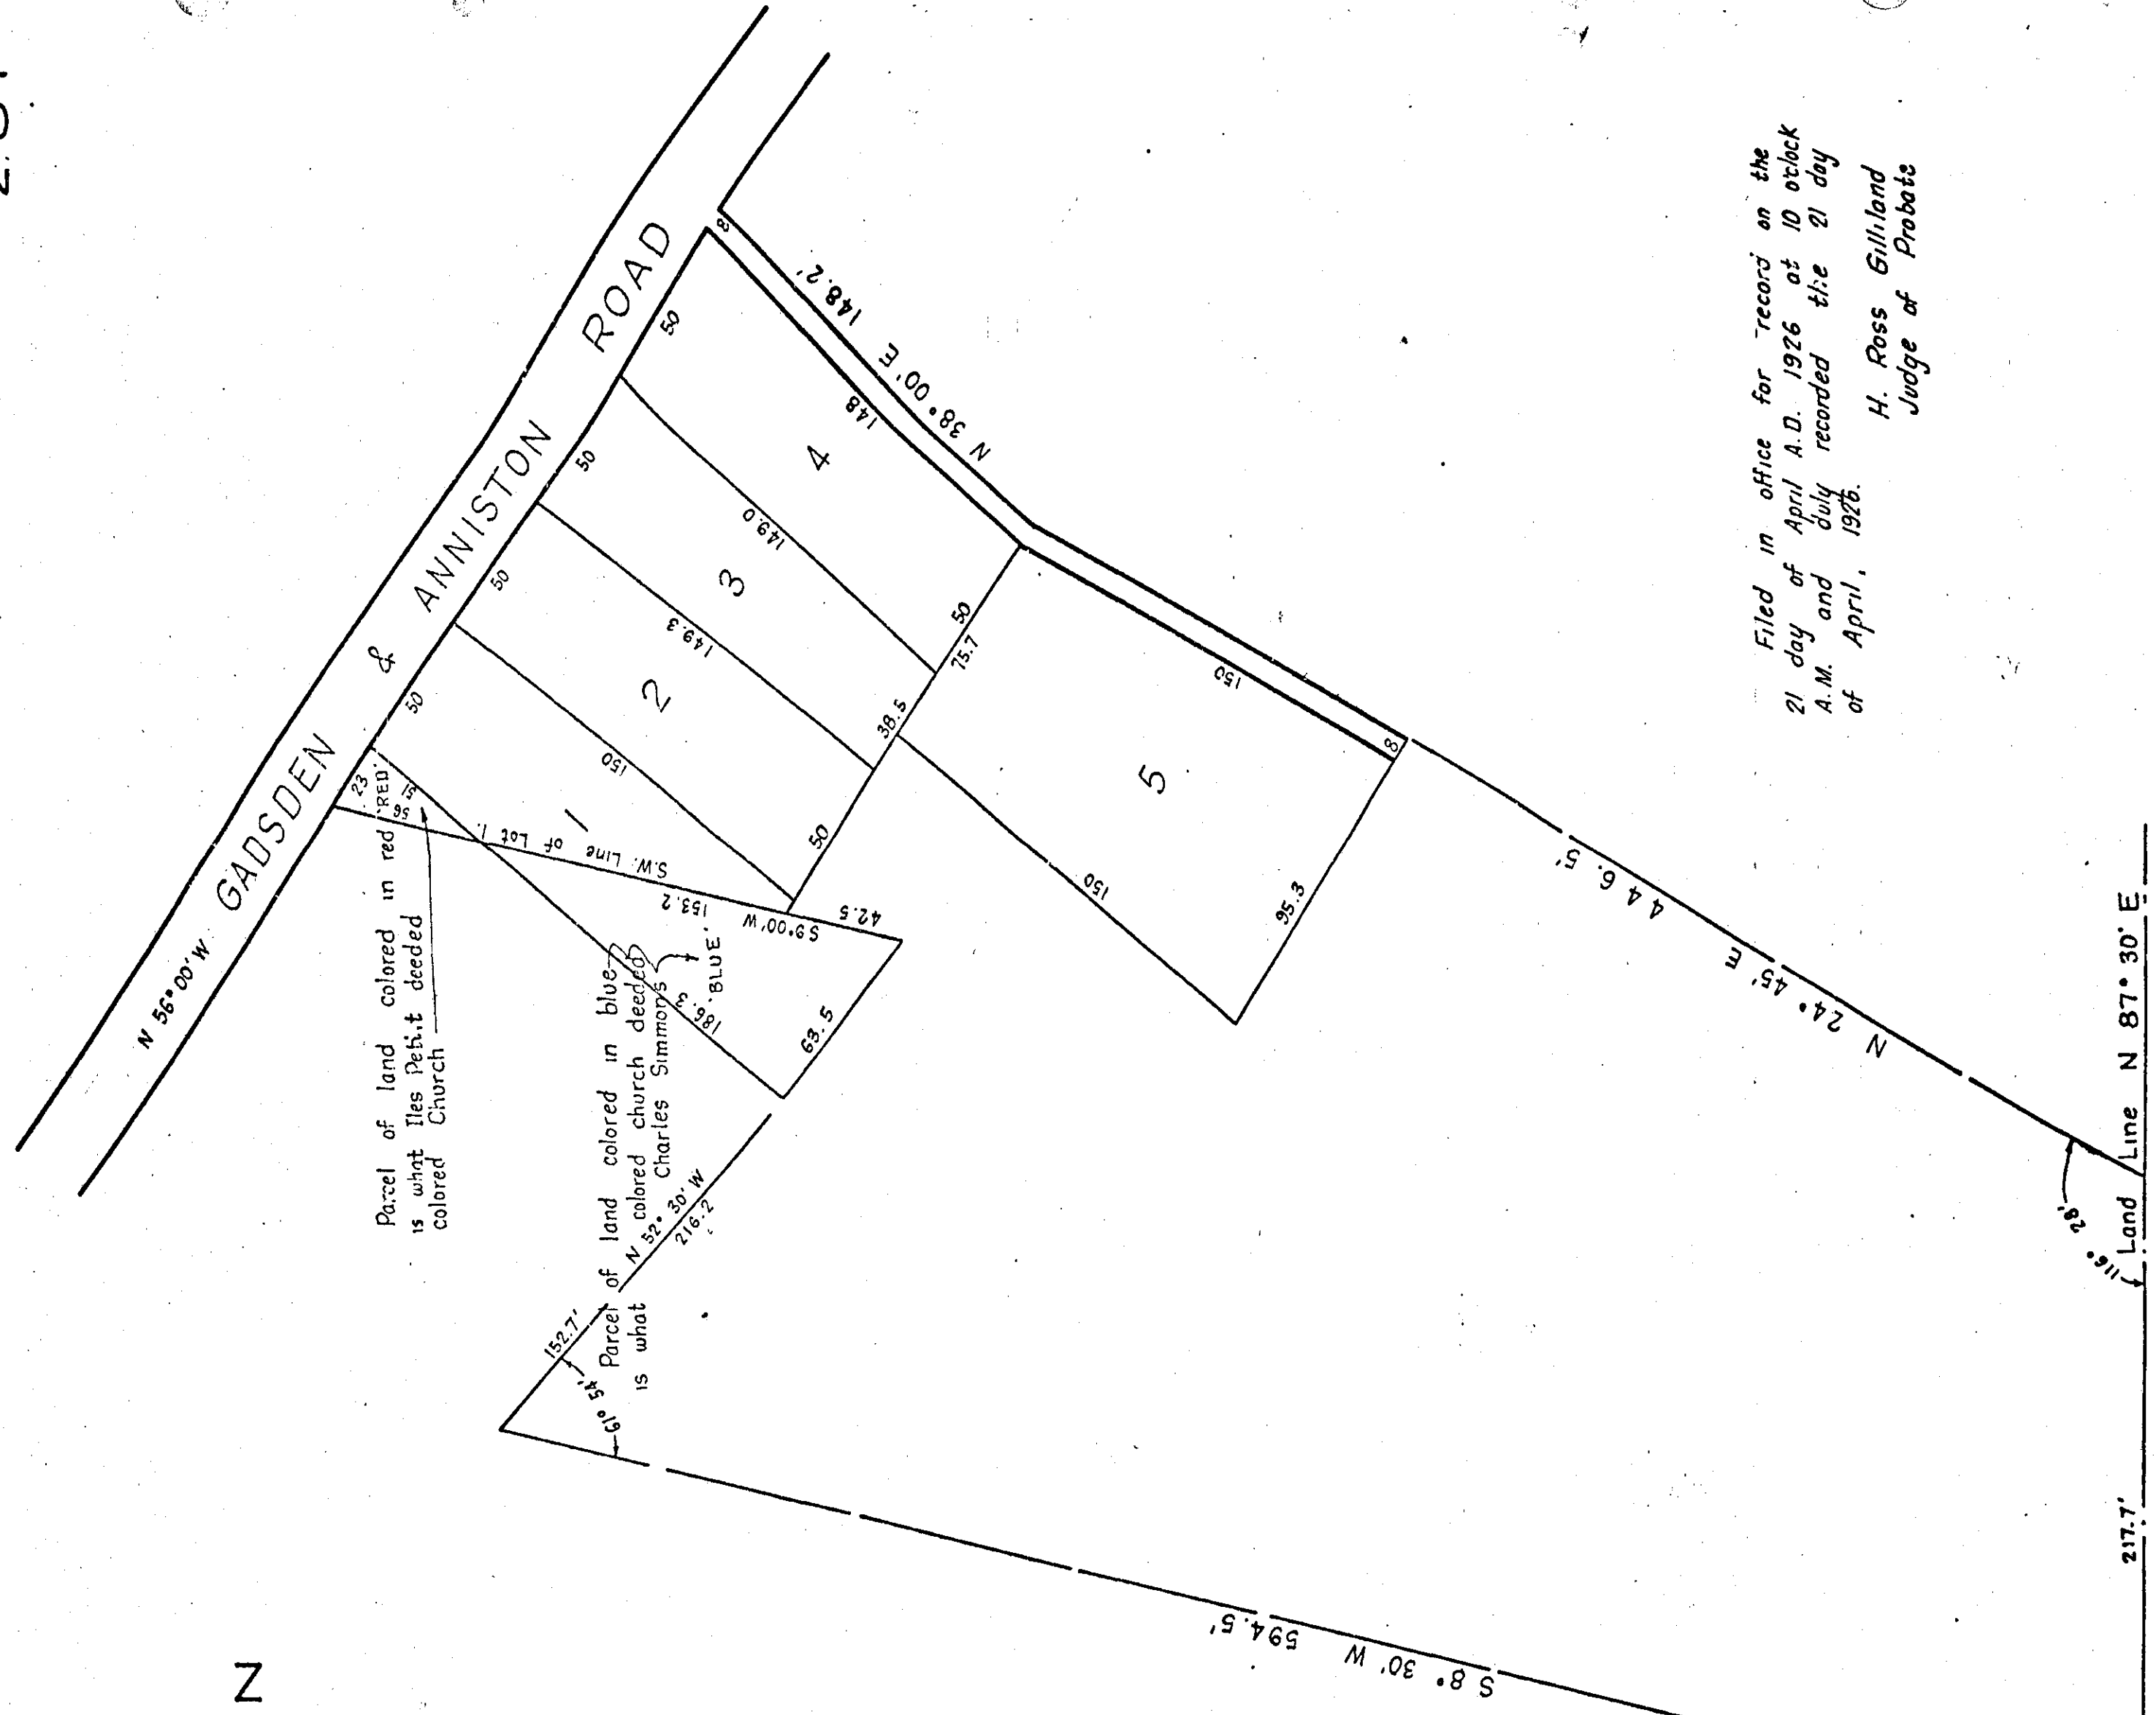 N 56° 00' W
GADSDEN & ANNISTON ROAD
23
50
50
50
50
8
'RED'
56
51
Parcel of land colored in red
is what Iles Petit deeded
colored Church
S.W. Line of Lot 1.
1
2
3
4
5
150
149.3
149.0
148
N 38° 00' E 148.2'
50
38.5
75.7
50
153.2
S 9° 00' W
42.5
186.3
'BLUE'
63.5
Parcel of land colored in blue
is what colored church deeded
Charles Simmons
N 52° 30' W
216.2
152.7'
61° 54'
150
150
95.3
8
N 24° 45' E 446.5'
S 8° 30' W 594.5'
116° 28'
217.7'
Land Line N 87° 30' E
Filed in office for record on the
21 day of April A.D. 1926 at 10 o'clock
A.M. and duly recorded the 21 day
of April, 1926.
H. Ross Gilliland
Judge of Probate
Z